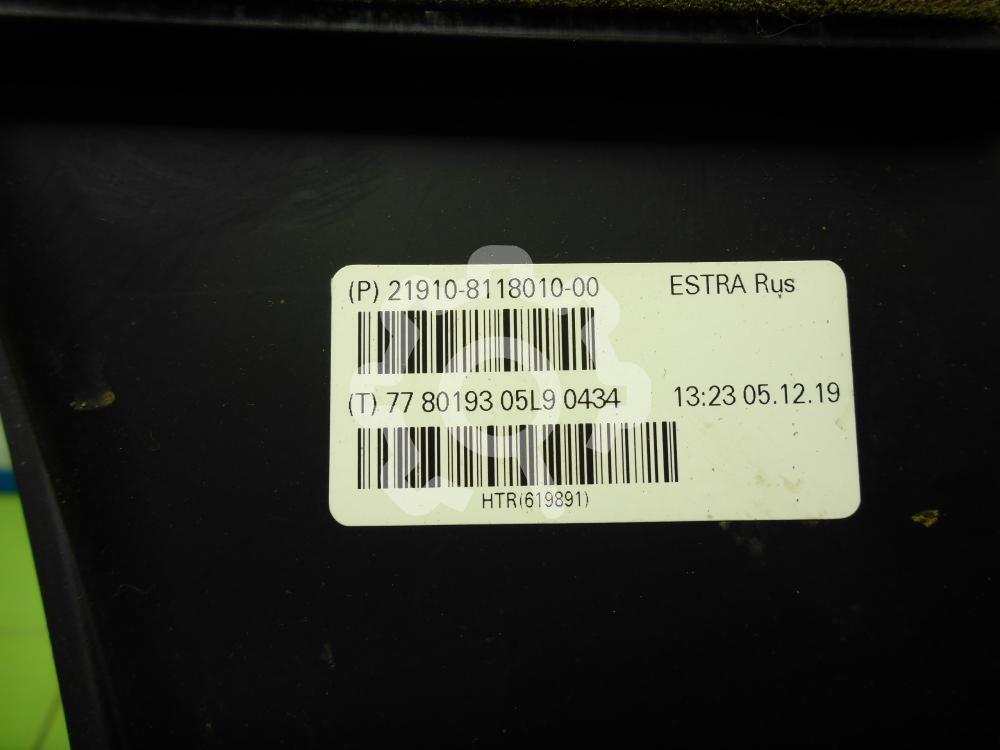 (P) 21910-8118010-00 ESTRA Rus
(T) 77 80193 05L9 0434 13:23 05.12.19
HTR(619891)